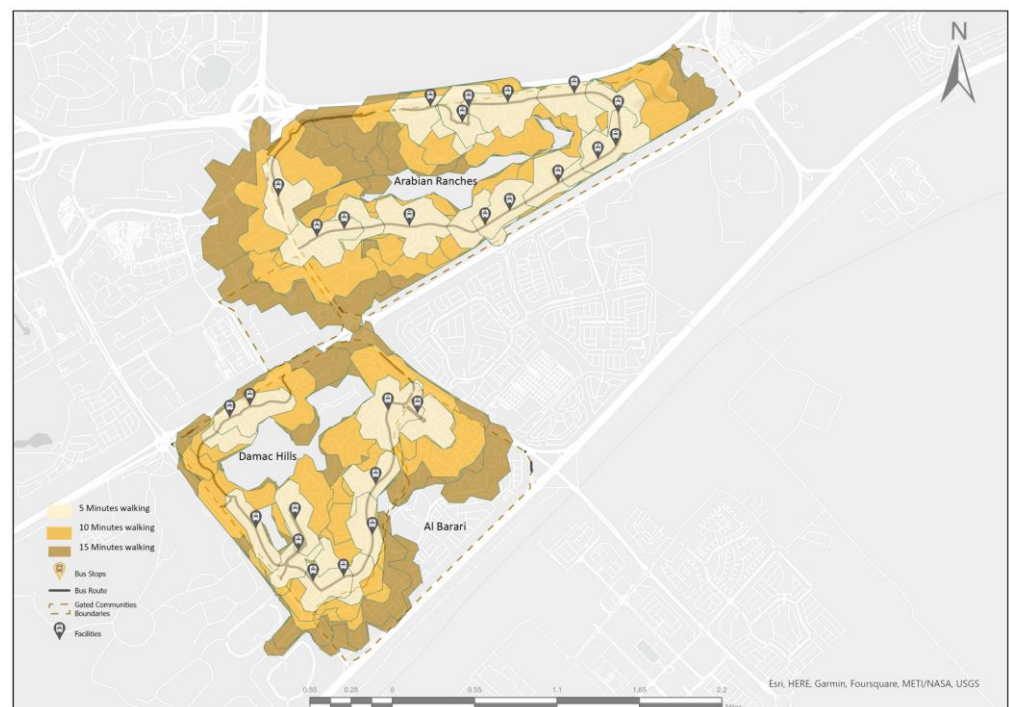 N
Arabian Ranches
Damac Hills
Al Barari
5 Minutes walking
10 Minutes walking
15 Minutes walking
Bus Stops
Bus Route
Gated Communities
Boundaries
Facilities
Esri, HERE, Garmin, Foursquare, METI/NASA, USGS
0.55 0.28 0 0.55 1.1 1.65 2.2
Miles